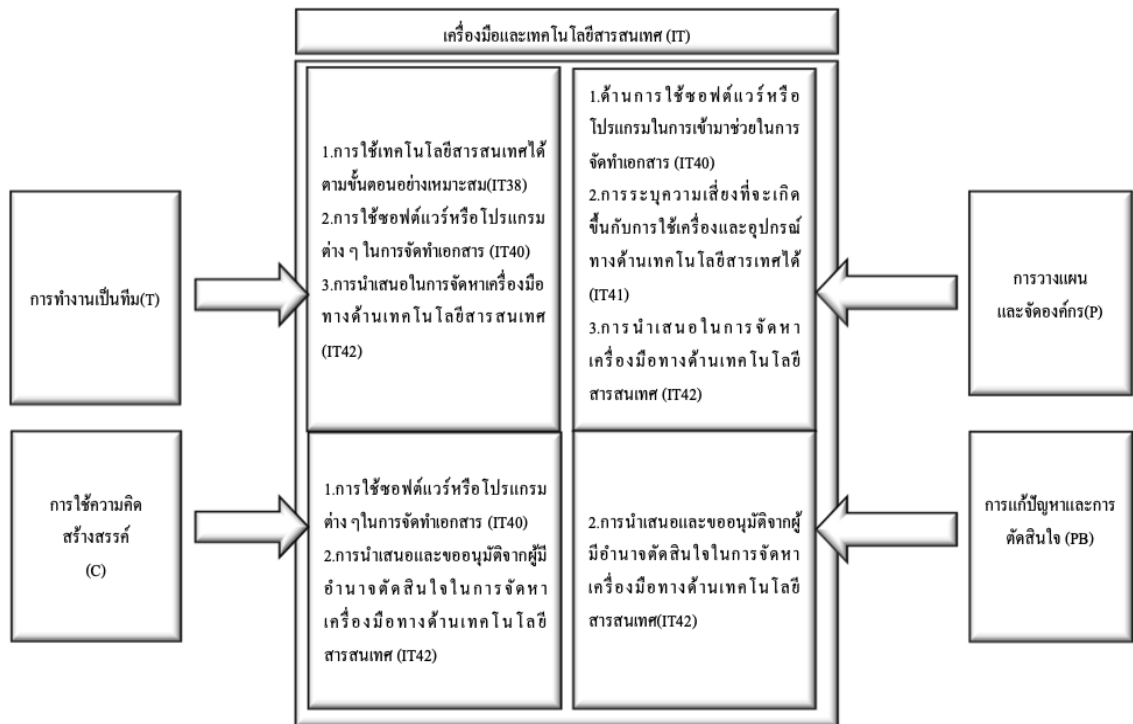 เครื่องมือและเทคโนโลยีสารสนเทศ (IT)
การทำงานเป็นทีม(T)
1.การใช้เทคโนโลยีสารสนเทศได้
ตามขั้นตอนอย่างเหมาะสม(IT38)
2.การใช้ซอฟต์แวร์หรือโปรแกรม
ต่าง ๆ ในการจัดทำเอกสาร (IT40)
3.การนำเสนอในการจัดหาเครื่องมือ
ทางด้านเทคโนโลยีสารสนเทศ
(IT42)
1.ด้านการใช้ซอฟต์แวร์หรือ
โปรแกรมในการเข้ามาช่วยในการ
จัดทำเอกสาร (IT40)
2.การระบุความเสี่ยงที่จะเกิด
ขึ้นกับการใช้เครื่องและอุปกรณ์
ทางด้านเทคโนโลยีสารเทศได้
(IT41)
3.การนำเสนอในการจัดหา
เครื่องมือทางด้านเทคโนโลยี
สารสนเทศ (IT42)
การวางแผน
และจัดองค์กร(P)
การใช้ความคิด
สร้างสรรค์
(C)
1.การใช้ซอฟต์แวร์หรือโปรแกรม
ต่าง ๆในการจัดทำเอกสาร (IT40)
2.การนำเสนอและขออนุมัติจากผู้มี
อำนาจตัดสินใจในการจัดหา
เครื่องมือทางด้านเทคโนโลยี
สารสนเทศ (IT42)
2.การนำเสนอและขออนุมัติจากผู้
มีอำนาจตัดสินใจในการจัดหา
เครื่องมือทางด้านเทคโนโลยี
สารสนเทศ(IT42)
การแก้ปัญหาและการ
ตัดสินใจ (PB)